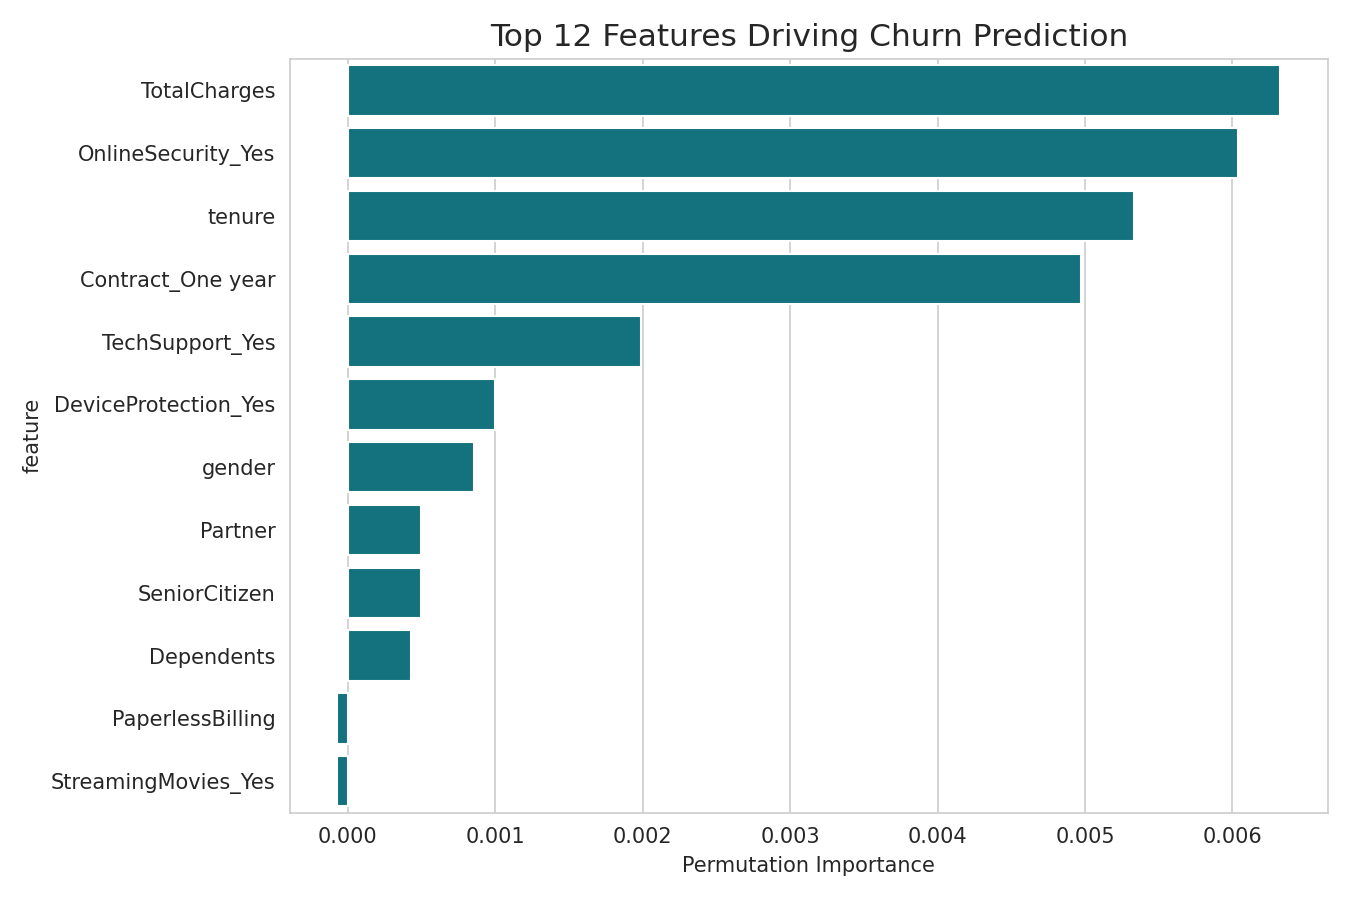 Top 12 Features Driving Churn Prediction
TotalCharges
OnlineSecurity_Yes
tenure
Contract_One year
TechSupport_Yes
DeviceProtection_Yes
gender
Partner
SeniorCitizen
Dependents
PaperlessBilling
StreamingMovies_Yes
feature
0.000 0.001 0.002 0.003 0.004 0.005 0.006
Permutation Importance